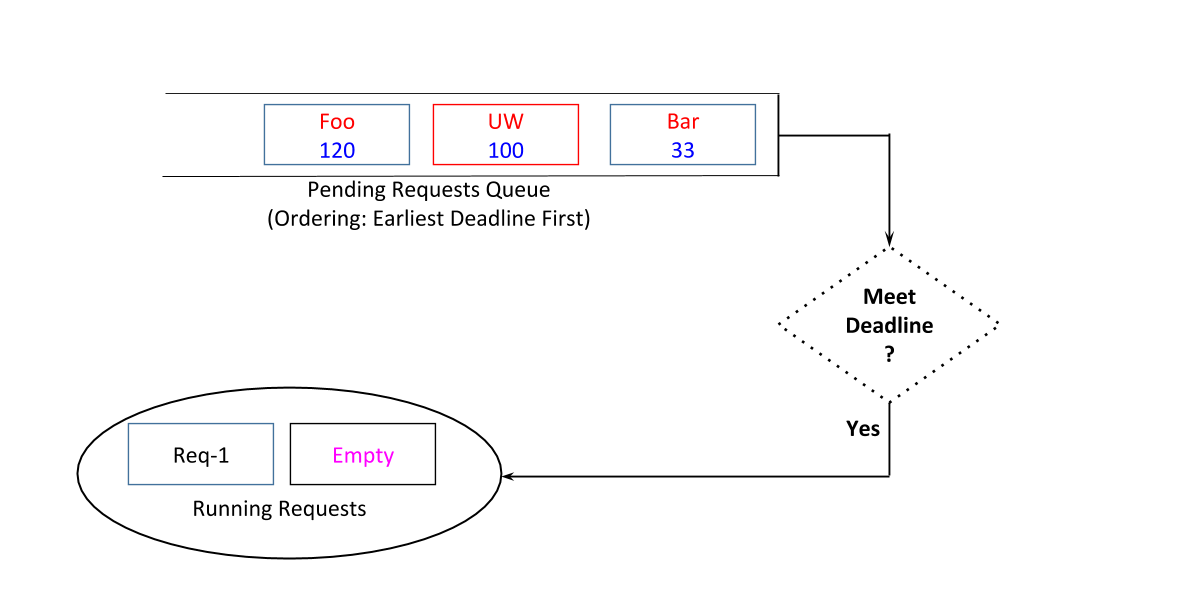 Foo
120
UW
100
Bar
33
Pending Requests Queue
(Ordering: Earliest Deadline First)
Meet
Deadline
?
Yes
Req-1
Empty
Running Requests